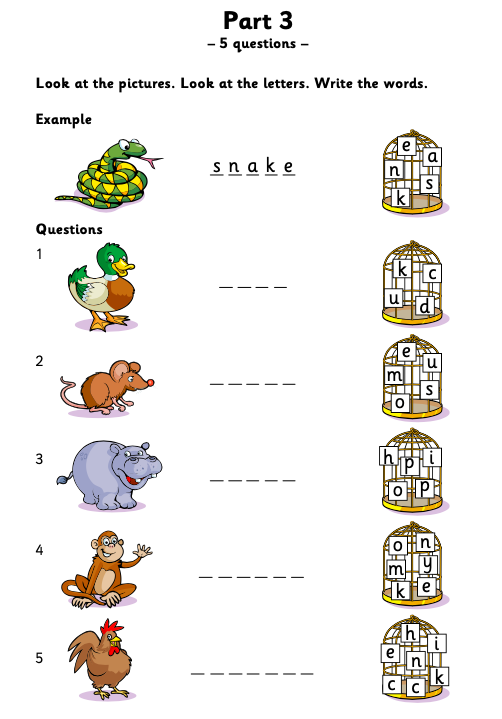 Part 3
– 5 questions –
Look at the pictures. Look at the letters. Write the words.
Example
s n a k e
e
a
n
s
k
Questions
1
_ _ _ _
k c
u d
2
_ _ _ _ _
e
u
m
s
o
3
_ _ _ _ _
h p i
o p
4
_ _ _ _ _ _
o n
m y
k e
5
_ _ _ _ _ _ _
h
i
e n
k
c c